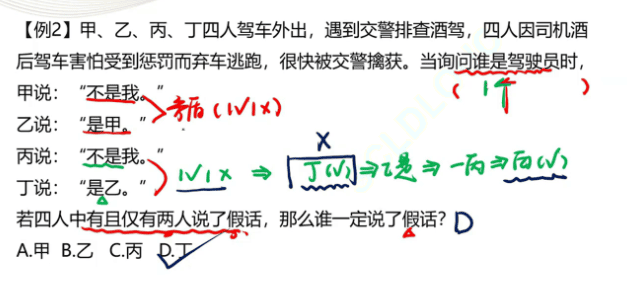 【例2】甲、乙、丙、丁四人驾车外出，遇到交警排查酒驾，四人因司机酒
后驾车害怕受到惩罚而弃车逃跑，很快被交警擒获。当询问谁是驾驶员时，
甲说：“不是我。”
( 1个 )
乙说：“是甲。”
矛盾 (1√1X)
X
丙说：“不是我。”
1√1X ⇒ 丁(√) ⇒ 乙是 ⇒ 一丙 ⇒ 丙(√)
丁说：“是乙。”
若四人中有且仅有两人说了假话，那么谁一定说了假话？ D
A.甲 B.乙 C.丙 D.丁